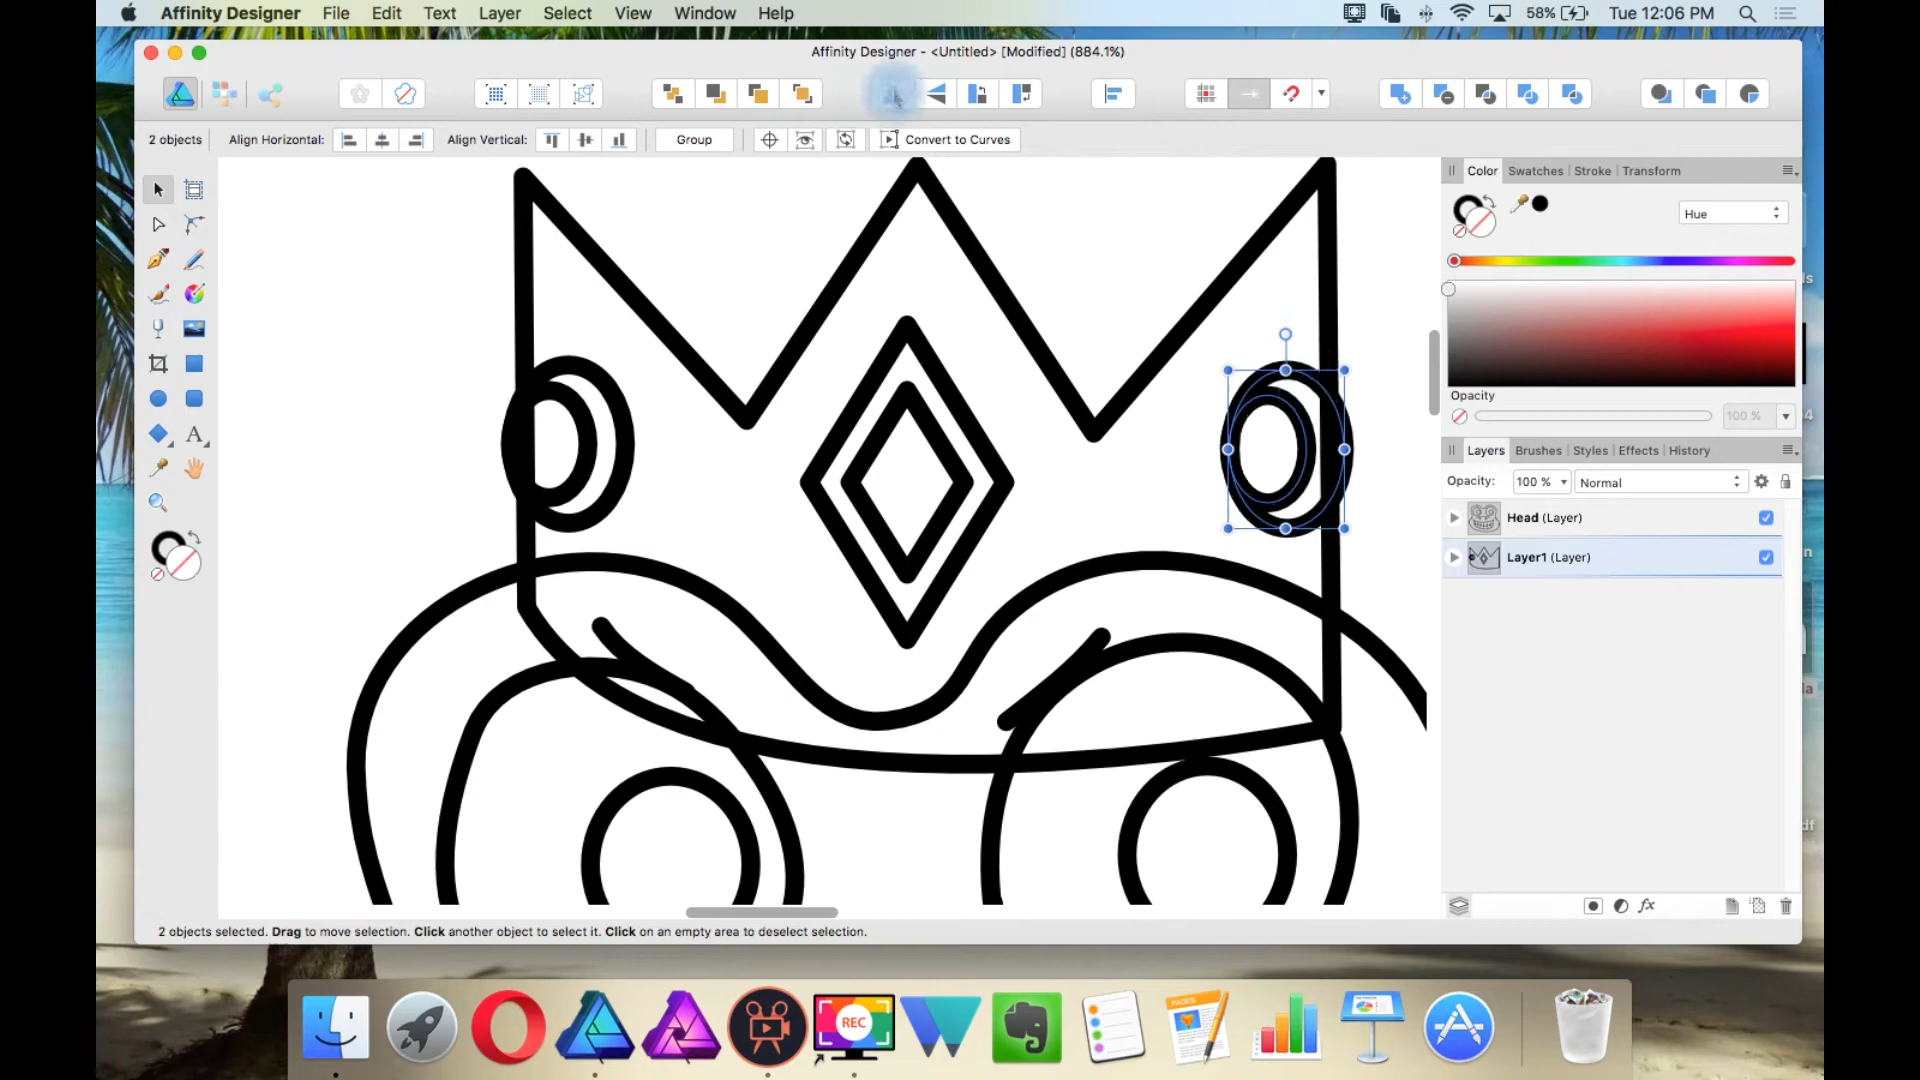 Affinity Designer File Edit Text Layer Select View Window Help 58% Tue 12:06 PM
Affinity Designer - <Untitled> [Modified] (884.1%)
2 objects Align Horizontal: Align Vertical: Group Convert to Curves
Color Swatches Stroke Transform
Hue
Opacity
100 %
Layers Brushes Styles Effects History
Opacity: 100 % Normal
Head (Layer)
Layer1 (Layer)
2 objects selected. Drag to move selection. Click another object to select it. Click on an empty area to deselect selection.
REC